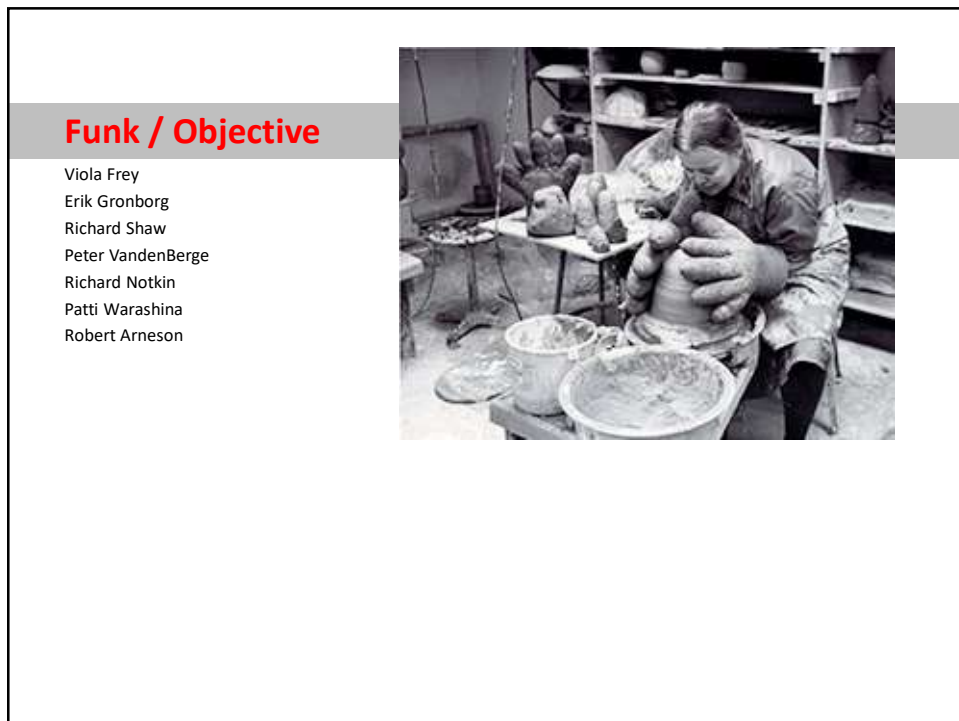 Funk / Objective
Viola Frey
Erik Gronborg
Richard Shaw
Peter VandenBerge
Richard Notkin
Patti Warashina
Robert Arneson